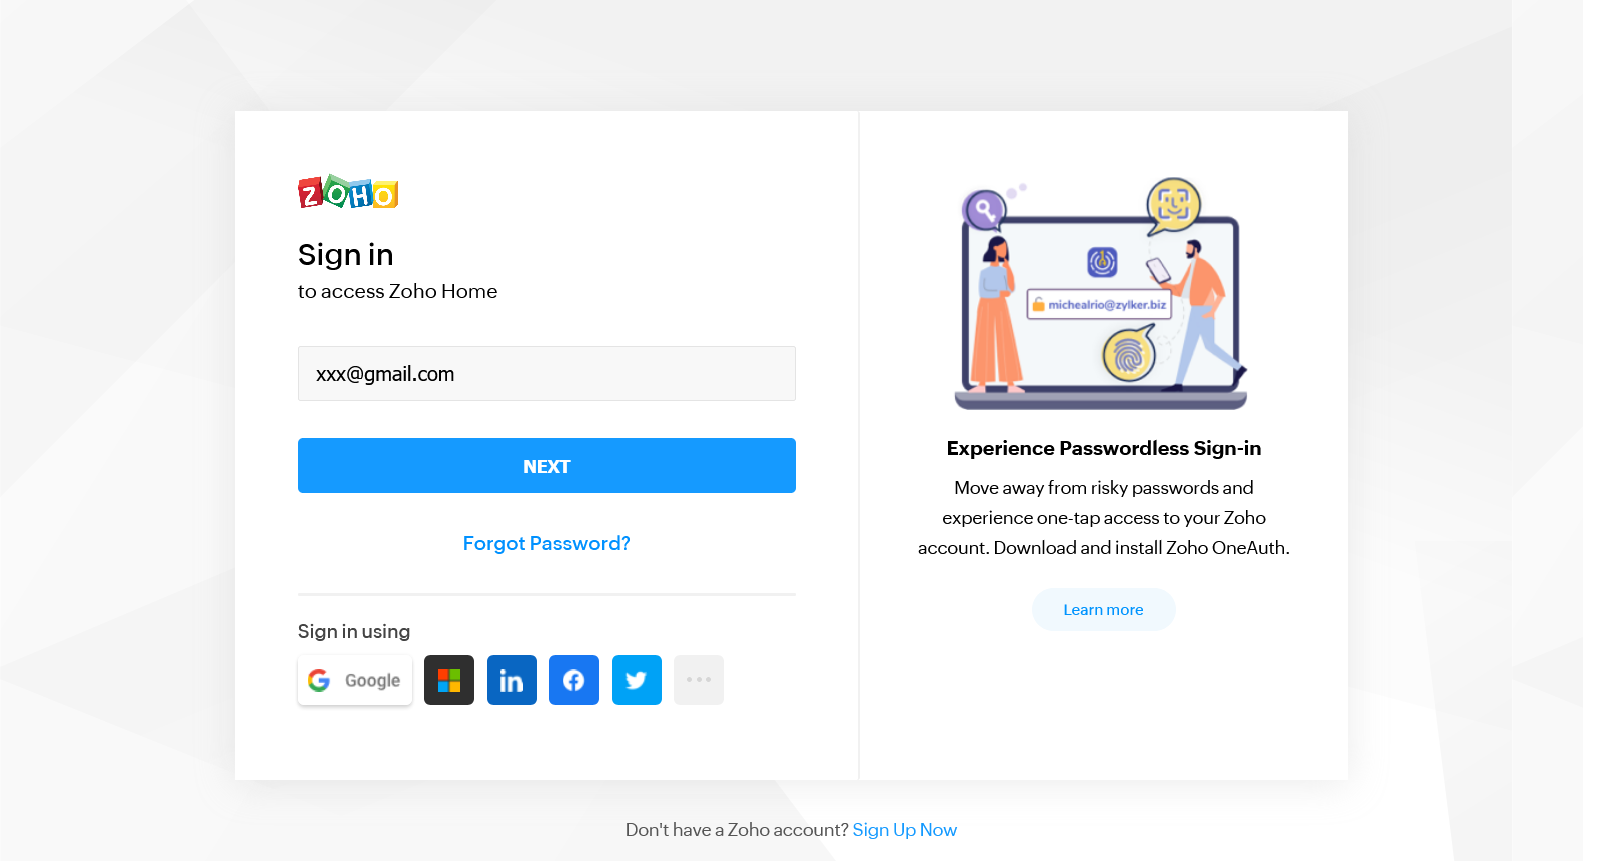 ZOHO
Sign in
to access Zoho Home
xxx@gmail.com
NEXT
Forgot Password?
Sign in using
Google
Don't have a Zoho account? Sign Up Now
michealrio@zylker.biz
Experience Passwordless Sign-in
Move away from risky passwords and
experience one-tap access to your Zoho
account. Download and install Zoho OneAuth.
Learn more